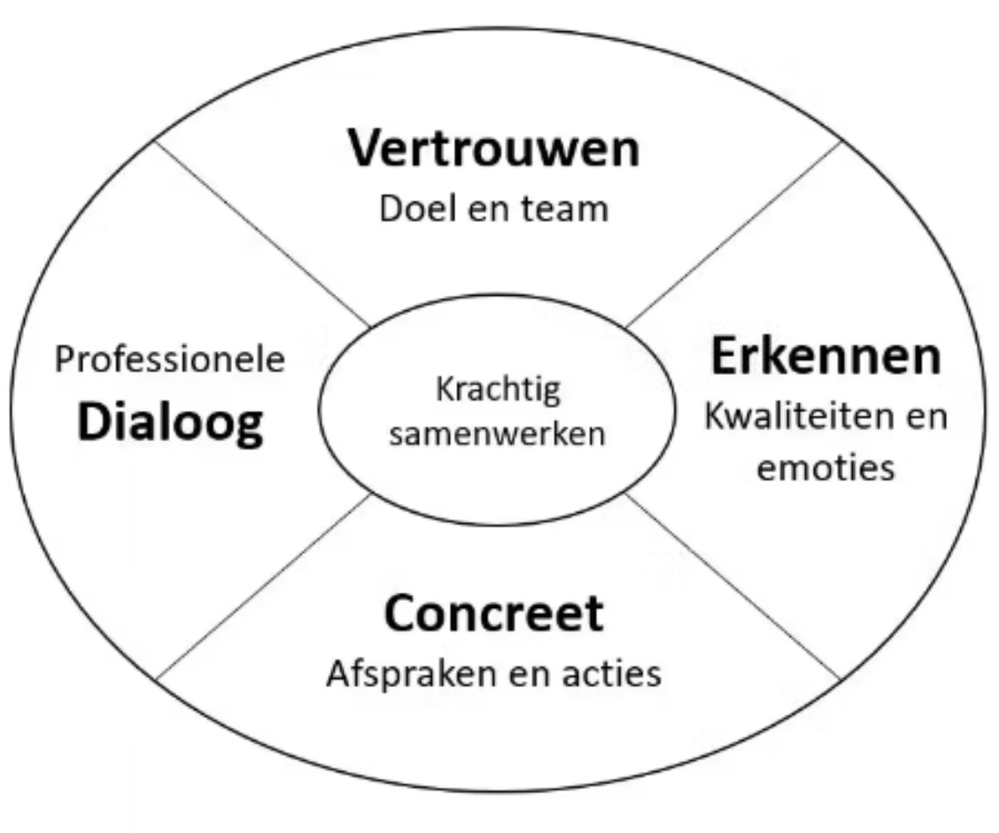 Vertrouwen
Doel en team
Professionele
Dialoog
Krachtig
samenwerken
Erkennen
Kwaliteiten en
emoties
Concreet
Afspraken en acties